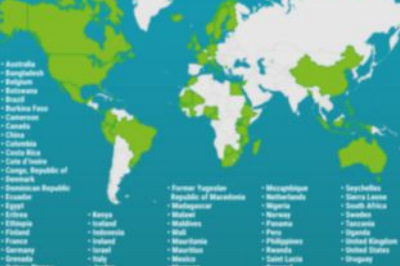 • Australia
• Bangladesh
• Belgium
• Botswana
• Brazil
• Burkina Faso
• Cameroon
• Canada
• China
• Colombia
• Costa Rica
• Cote d'Ivoire
• Congo, Republic of
• Denmark
• Dominican Republic
• Ecuador
• Egypt
• Eritrea
• Ethiopia
• Finland
• France
• Germany
• Grenada
• Kenya
• Iceland
• Indonesia
• Ireland
• Israel
• Italy
• Former Yugoslav
Republic of Macedonia
• Madagascar
• Malawi
• Maldives
• Mali
• Mauritania
• Mauritius
• Mexico
• Mozambique
• Netherlands
• Nigeria
• Norway
• Panama
• Peru
• Philippines
• Rwanda
• Saint Lucia
• Seychelles
• Sierra Leone
• South Africa
• Sweden
• Tanzania
• Uganda
• United Kingdom
• United States
• Uruguay